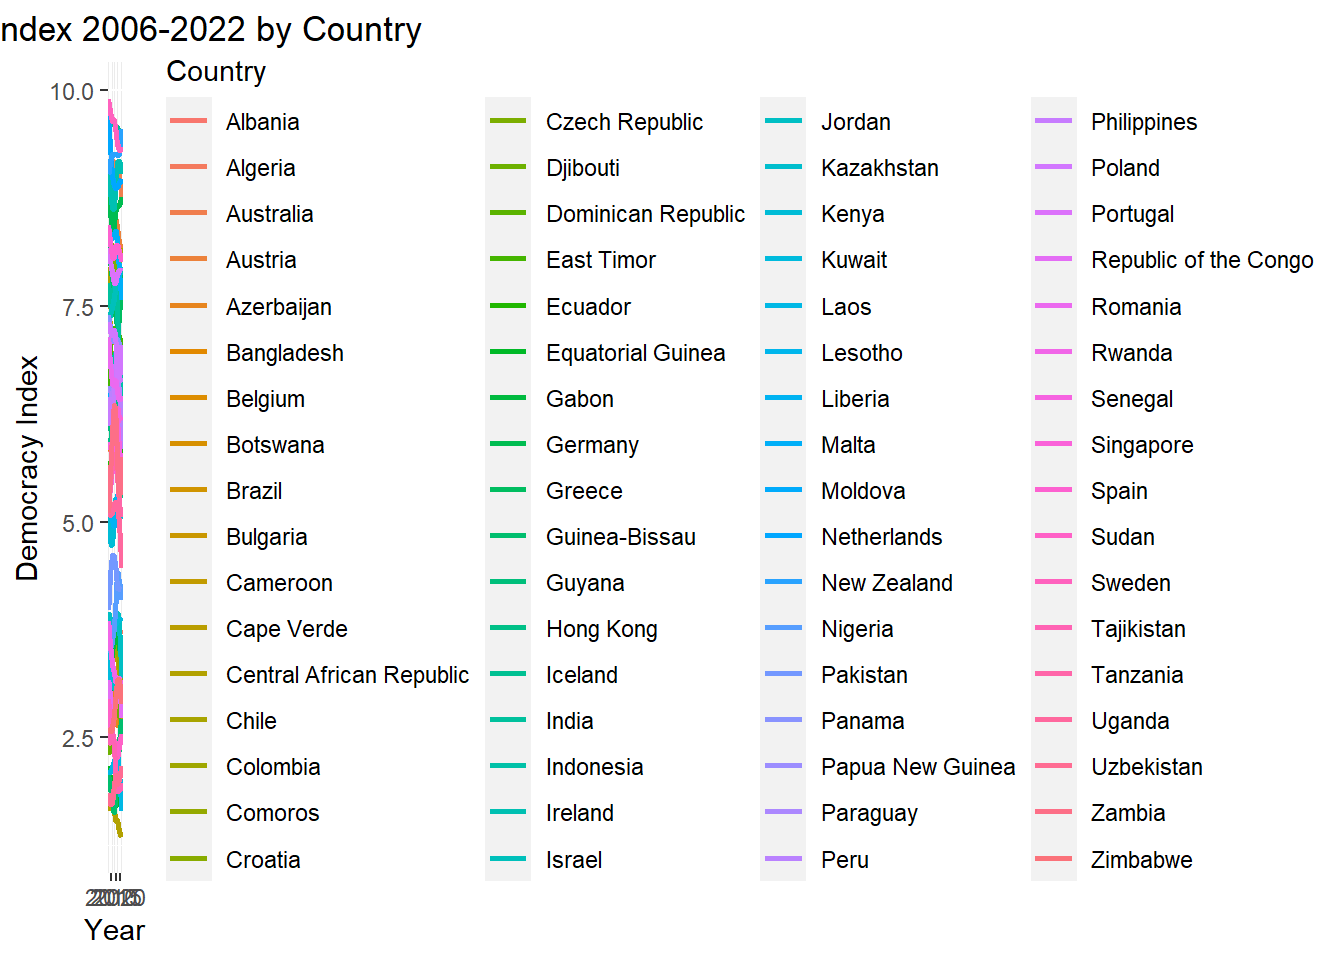 ndex 2006-2022 by Country
Country
10.0
7.5
5.0
2.5
Democracy Index
Year
Albania
Algeria
Australia
Austria
Azerbaijan
Bangladesh
Belgium
Botswana
Brazil
Bulgaria
Cameroon
Cape Verde
Central African Republic
Chile
Colombia
Comoros
Croatia
Czech Republic
Djibouti
Dominican Republic
East Timor
Ecuador
Equatorial Guinea
Gabon
Germany
Greece
Guinea-Bissau
Guyana
Hong Kong
Iceland
India
Indonesia
Ireland
Israel
Jordan
Kazakhstan
Kenya
Kuwait
Laos
Lesotho
Liberia
Malta
Moldova
Netherlands
New Zealand
Nigeria
Pakistan
Panama
Papua New Guinea
Paraguay
Peru
Philippines
Poland
Portugal
Republic of the Congo
Romania
Rwanda
Senegal
Singapore
Spain
Sudan
Sweden
Tajikistan
Tanzania
Uganda
Uzbekistan
Zambia
Zimbabwe